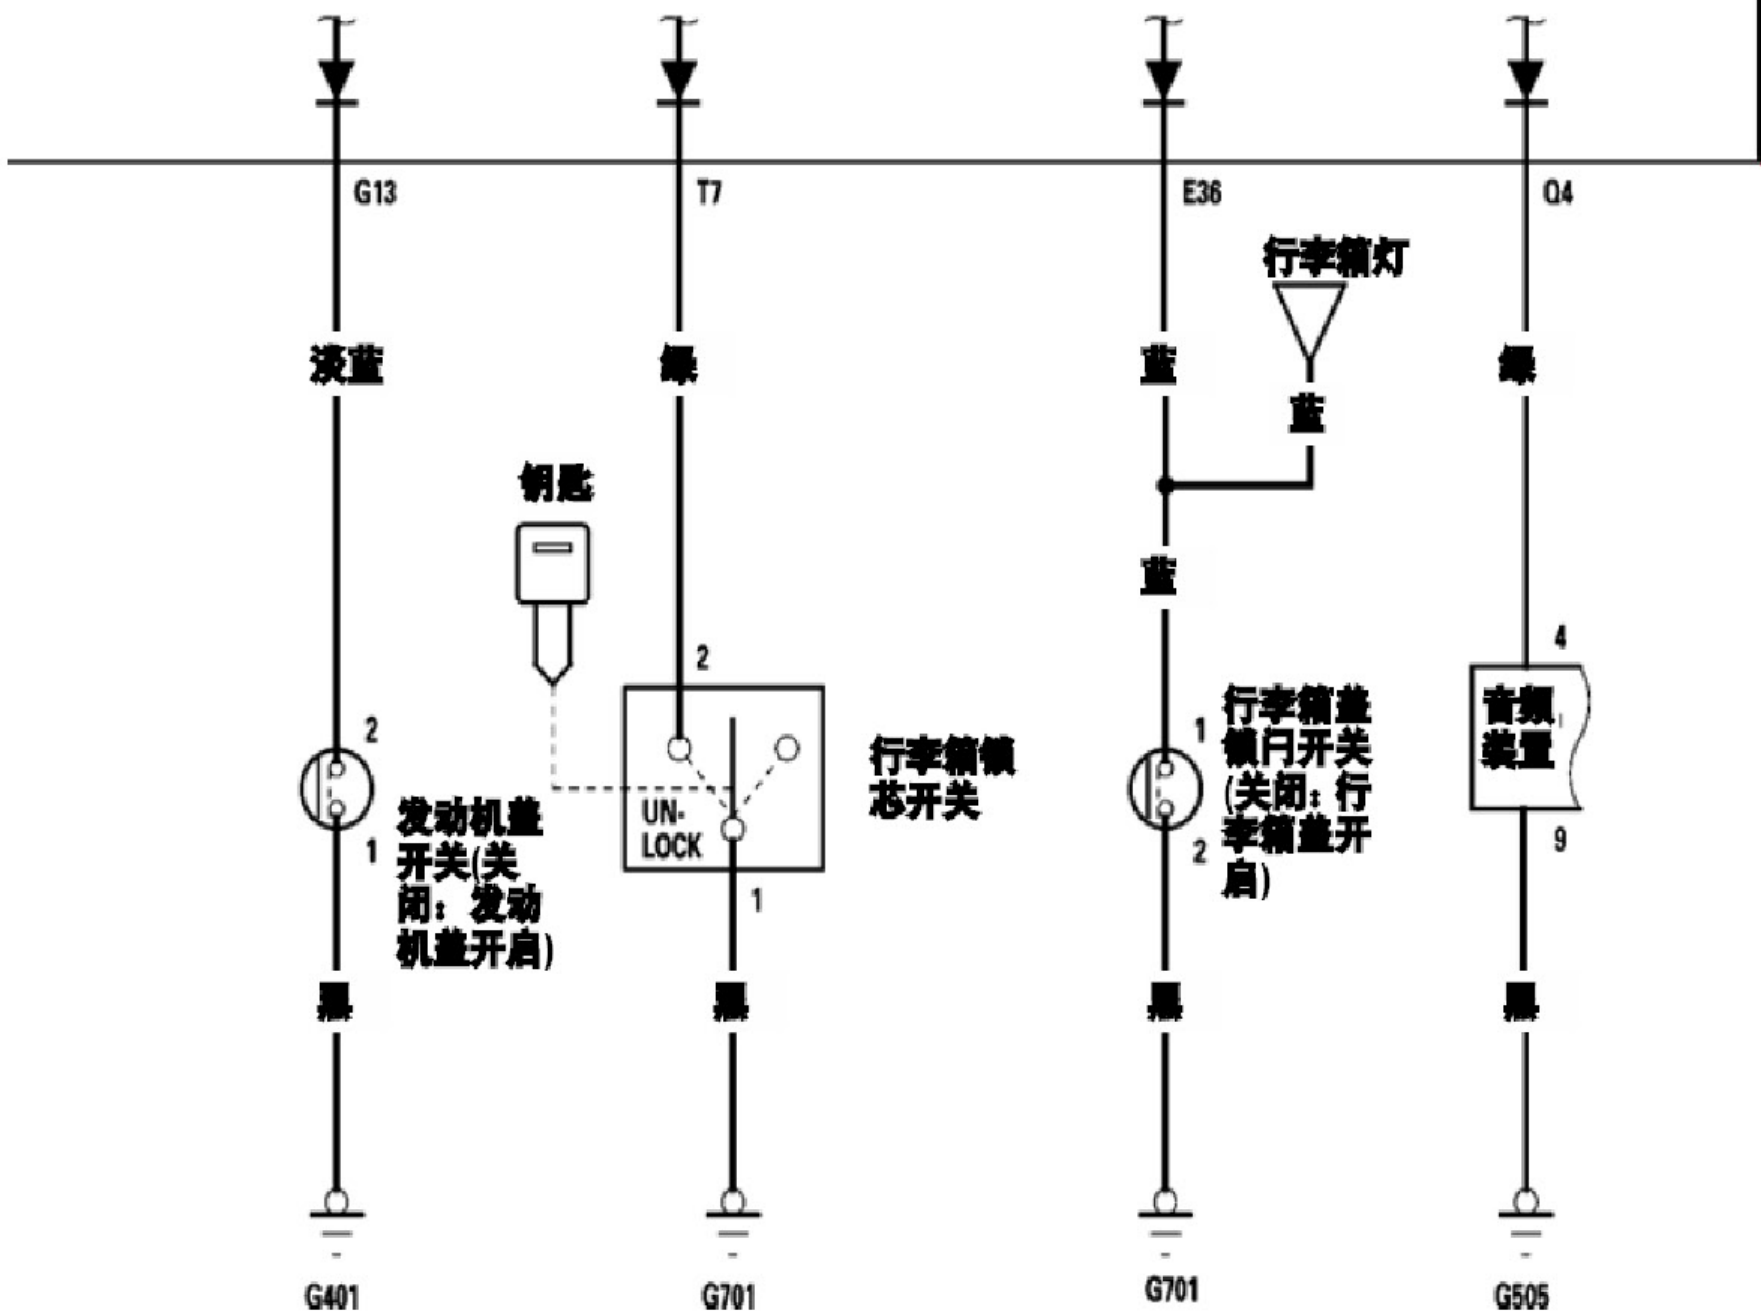 G13
T7
E36
Q4
行李箱灯
淡蓝
绿
蓝
绿
蓝
钥匙
蓝
2
4
2
1
行李箱盖
锁闩开关
(关闭：行
李箱盖开
启)
音频
装置
行李箱锁
芯开关
发动机盖
开关(关
闭：发动
机盖开启)
UN-
LOCK
1
2
9
1
黑
黑
黑
黑
G401
G701
G701
G505